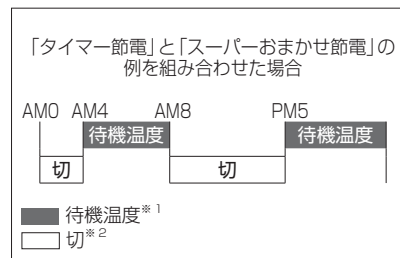 「タイマー節電」と「スーパーおまかせ節電」の
例を組み合わせた場合
AM0 AM4 AM8 PM5
待機温度 待機温度
切 切
待機温度※1
切※2